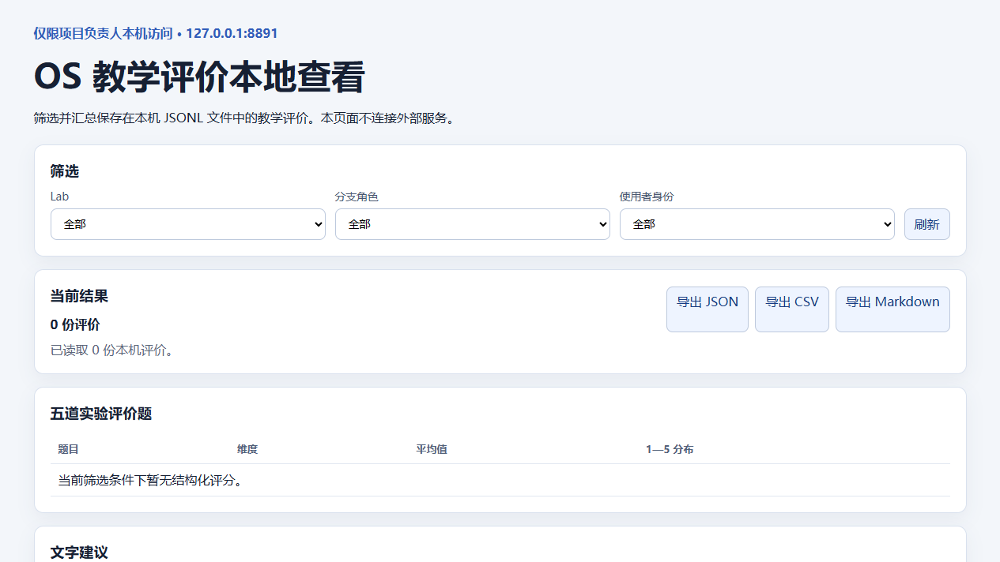 仅限项目负责人本机访问 • 127.0.0.1:8891
OS 教学评价本地查看
筛选并汇总保存在本机 JSONL 文件中的教学评价。本页面不连接外部服务。
筛选
Lab 分支角色 使用者身份
全部 全部 全部 刷新
当前结果 导出 JSON 导出 CSV 导出 Markdown
0 份评价
已读取 0 份本机评价。
五道实验评价题
题目 维度 平均值 1—5 分布
当前筛选条件下暂无结构化评分。
文字建议